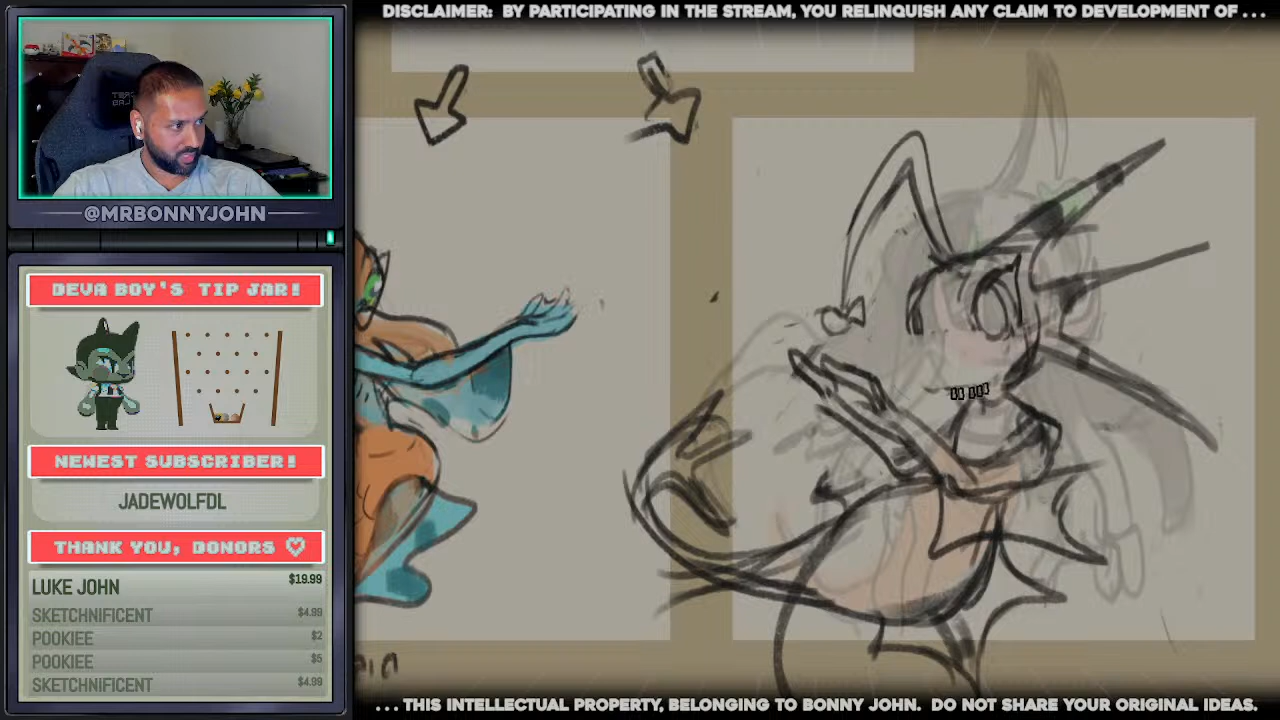 DISCLAIMER: BY PARTICIPATING IN THE STREAM, YOU RELINQUISH ANY CLAIM TO DEVELOPMENT OF . . .
@MRBONNYJOHN
DEVA BOY'S TIP JAR!
NEWEST SUBSCRIBER!
JADEWOLFDL
THANK YOU, DONORS ♡
LUKE JOHN $19.99
SKETCHNIFICENT $4.99
POOKIEE $2
POOKIEE $5
SKETCHNIFICENT $4.99
. . . THIS INTELLECTUAL PROPERTY, BELONGING TO BONNY JOHN. DO NOT SHARE YOUR ORIGINAL IDEAS.